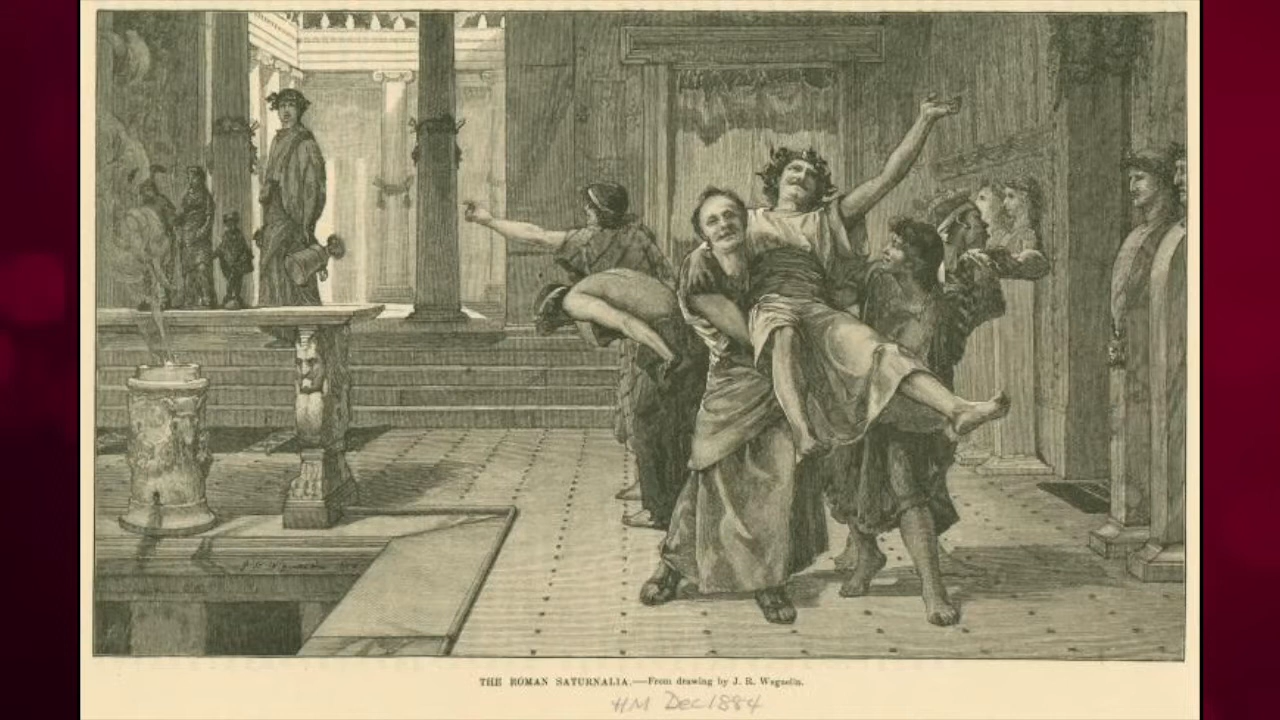 THE ROMAN SATURNALIA.—From drawing by J. R. Weguelin.
HM Dec 1884